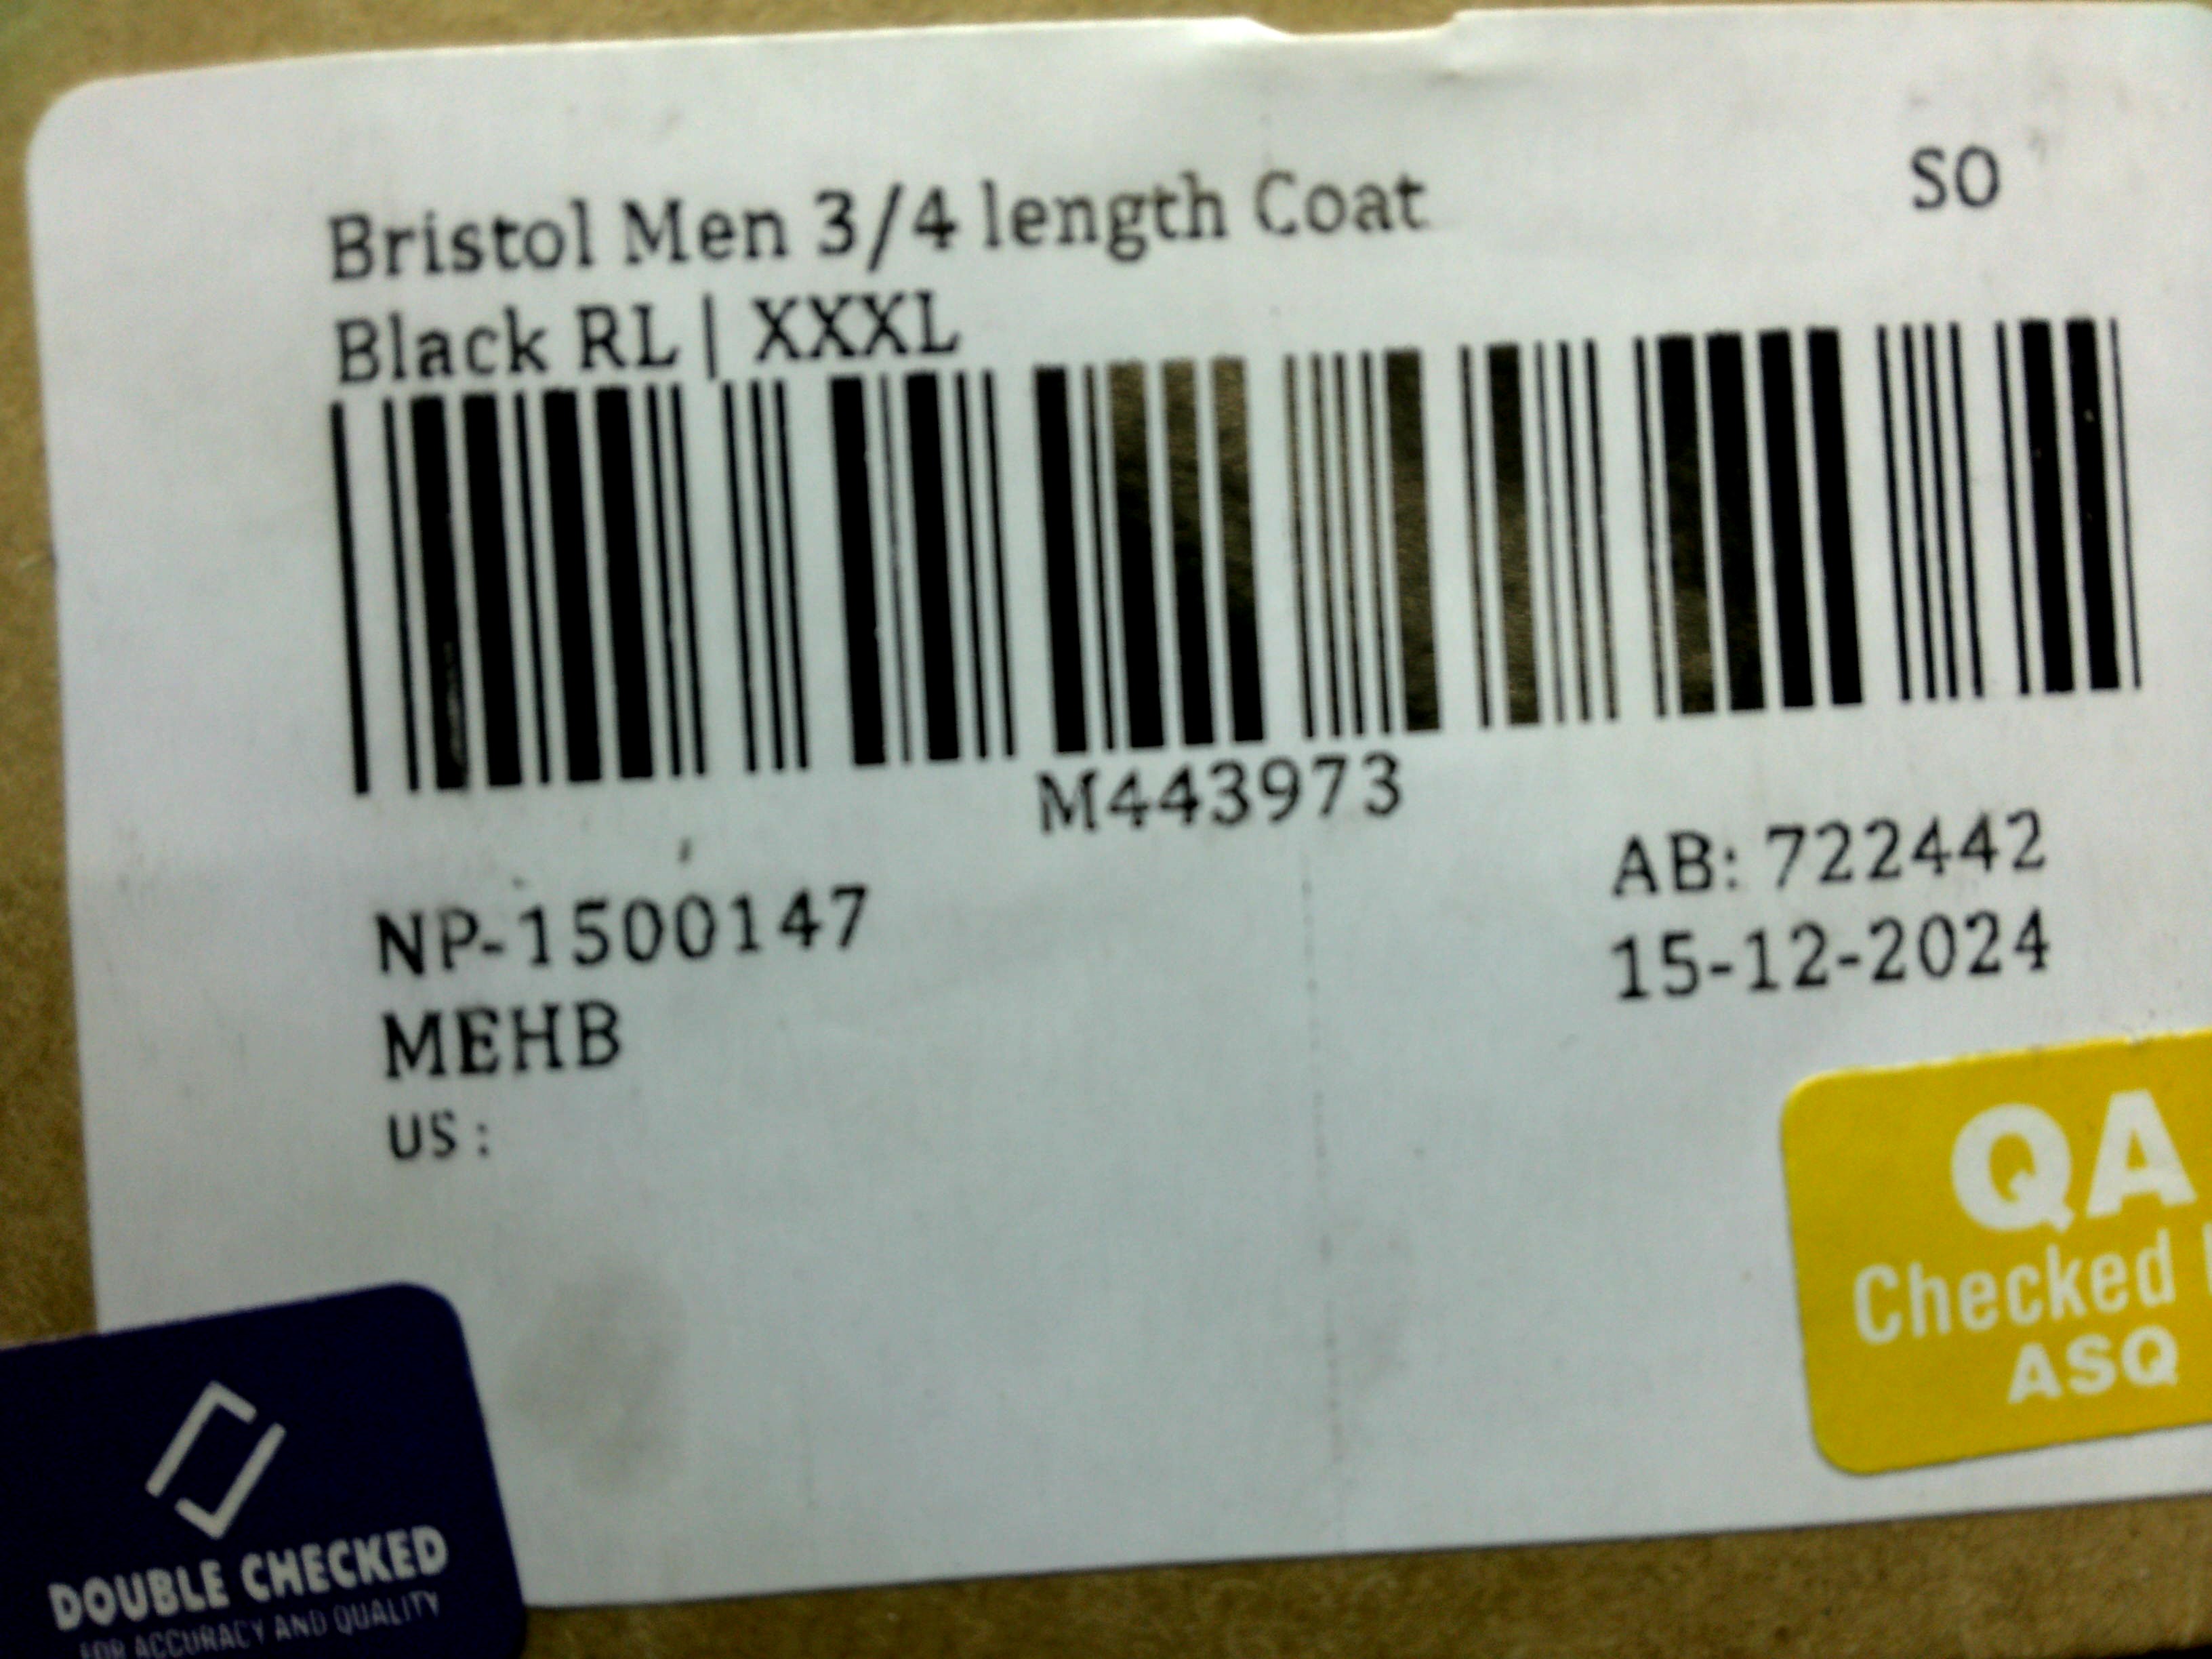 Bristol Men 3/4 length Coat
SO
Black RL | XXXL
M443973
NP-1500147
AB: 722442
15-12-2024
MEHB
US :
QA
Checked
ASQ
DOUBLE CHECKED
FOR ACCURACY AND QUALITY